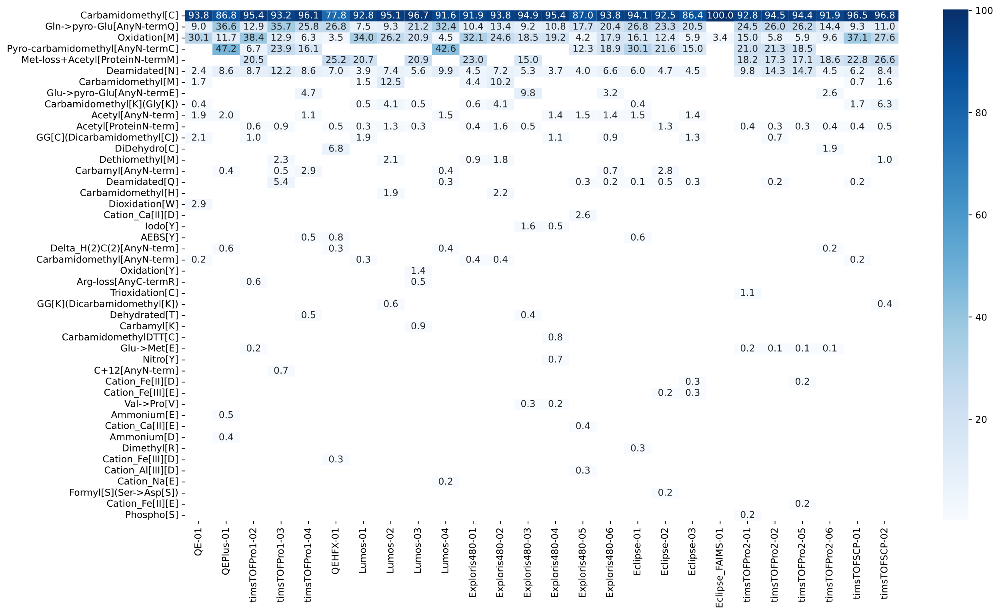 Carbamidomethyl[C] 93.8 86.8 95.4 93.2 96.1 77.8 92.8 95.1 96.7 91.6 91.9 93.8 94.9 95.4 87.0 93.8 94.1 92.5 86.4 100.0 92.8 94.5 94.4 91.9 96.5 96.8
Gln->pyro-Glu[AnyN-termQ] 9.0 36.6 12.9 35.7 25.8 26.8 7.5 9.3 21.2 32.4 10.4 13.4 9.2 10.8 17.7 20.4 26.8 23.3 20.5 24.5 26.0 26.2 14.4 9.3 11.0
Oxidation[M] 30.1 11.7 38.4 12.9 6.3 3.5 34.0 26.2 20.9 4.5 32.1 24.6 18.5 19.2 4.2 17.9 16.1 12.4 5.9 3.4 15.0 5.8 5.9 9.6 37.1 27.6
Pyro-carbamidomethyl[AnyN-termC] 47.2 6.7 23.9 16.1 42.6 12.3 18.9 30.1 21.6 15.0 21.0 21.3 18.5
Met-loss+Acetyl[ProteinN-termM] 20.5 25.2 20.7 20.9 23.0 15.0 18.2 17.3 17.1 18.6 22.8 26.6
Deamidated[N] 2.4 8.6 8.7 12.2 8.6 7.0 3.9 7.4 5.6 9.9 4.5 7.2 5.3 3.7 4.0 6.6 6.0 4.7 4.5 9.8 14.3 14.7 4.5 6.2 8.4
Carbamidomethyl[M] 1.7 1.5 12.5 4.4 10.2 0.7 1.6
Glu->pyro-Glu[AnyN-termE] 4.7 9.8 3.2 2.6
Carbamidomethyl[K](Gly[K]) 0.4 0.5 4.1 0.5 0.6 4.1 0.4 1.7 6.3
Acetyl[AnyN-term] 1.9 2.0 1.1 1.5 1.4 1.5 1.4 1.5 1.4
Acetyl[ProteinN-term] 0.6 0.9 0.5 0.3 1.3 0.3 0.4 1.6 0.5 1.3 0.4 0.3 0.3 0.4 0.4 0.5
GG[C](Dicarbamidomethyl[C]) 2.1 1.0 1.9 1.1 0.9 1.3 0.7
DiDehydro[C] 6.8 1.9
Dethiomethyl[M] 2.3 2.1 0.9 1.8 1.0
Carbamyl[AnyN-term] 0.4 0.5 2.9 0.4 0.7 2.8
Deamidated[Q] 5.4 0.3 0.3 0.2 0.1 0.5 0.3 0.2 0.2
Carbamidomethyl[H] 1.9 2.2
Dioxidation[W] 2.9
Cation_Ca[II][D] 2.6
Iodo[Y] 1.6 0.5
AEBS[Y] 0.5 0.8 0.6
Delta_H(2)C(2)[AnyN-term] 0.6 0.3 0.4 0.2
Carbamidomethyl[AnyN-term] 0.2 0.3 0.4 0.4 0.2
Oxidation[Y] 1.4
Arg-loss[AnyC-termR] 0.6 0.5
Trioxidation[C] 1.1
GG[K](Dicarbamidomethyl[K]) 0.6 0.4
Dehydrated[T] 0.5 0.4
Carbamyl[K] 0.9
CarbamidomethylDTT[C] 0.8
Glu->Met[E] 0.2 0.2 0.1 0.1 0.1
Nitro[Y] 0.7
C+12[AnyN-term] 0.7
Cation_Fe[II][D] 0.3 0.2
Cation_Fe[III][E] 0.2 0.3
Val->Pro[V] 0.3 0.2
Ammonium[E] 0.5
Cation_Ca[II][E] 0.4
Ammonium[D] 0.4
Dimethyl[R] 0.3
Cation_Fe[III][D] 0.3
Cation_Al[III][D] 0.3
Cation_Na[E] 0.2
Formyl[S](Ser->Asp[S]) 0.2
Cation_Fe[II][E] 0.2
Phospho[S] 0.2
QE-01
QEPlus-01
timsTOFPro1-02
timsTOFPro1-03
timsTOFPro1-04
QEHFX-01
Lumos-01
Lumos-02
Lumos-03
Lumos-04
Exploris480-01
Exploris480-02
Exploris480-03
Exploris480-04
Exploris480-05
Exploris480-06
Eclipse-01
Eclipse-02
Eclipse-03
Eclipse_FAIMS-01
timsTOFPro2-01
timsTOFPro2-02
timsTOFPro2-05
timsTOFPro2-06
timsTOFSCP-01
timsTOFSCP-02
100
80
60
40
20